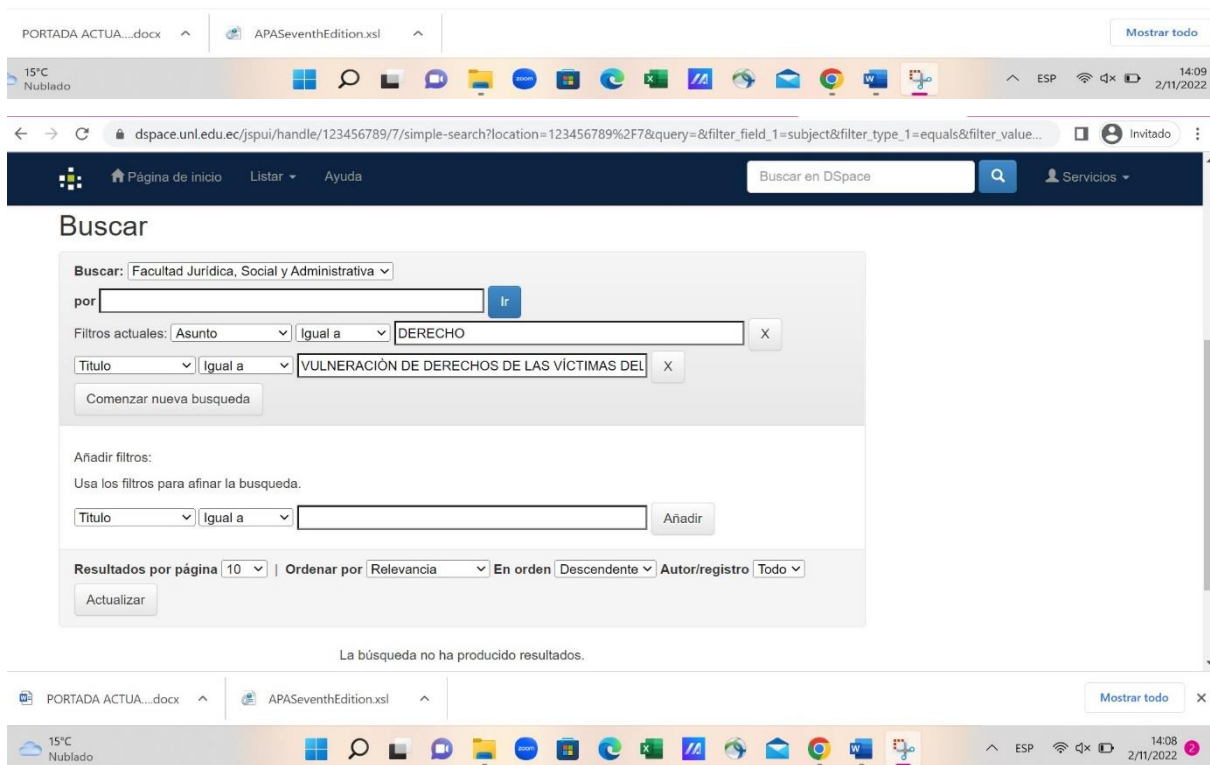 PORTADA ACTUA....docx APASeventhEdition.xsl Mostrar todo
15°C
Nublado
zoom
ESP
14:09
2/11/2022
dspace.unl.edu.ec/jspui/handle/123456789/7/simple-search?location=123456789%2F7&query=&filter_field_1=subject&filter_type_1=equals&filter_value... Invitado
Página de inicio Listar Ayuda Buscar en DSpace Servicios
Buscar
Buscar: Facultad Jurídica, Social y Administrativa
por Ir
Filtros actuales: Asunto Igual a DERECHO X
Titulo Igual a VULNERACIÒN DE DERECHOS DE LAS VÍCTIMAS DEL X
Comenzar nueva busqueda
Añadir filtros:
Usa los filtros para afinar la busqueda.
Titulo Igual a Añadir
Resultados por página 10 | Ordenar por Relevancia En orden Descendente Autor/registro Todo
Actualizar
La búsqueda no ha producido resultados.
PORTADA ACTUA....docx APASeventhEdition.xsl Mostrar todo X
15°C
Nublado
zoom
ESP
14:08
2/11/2022
2